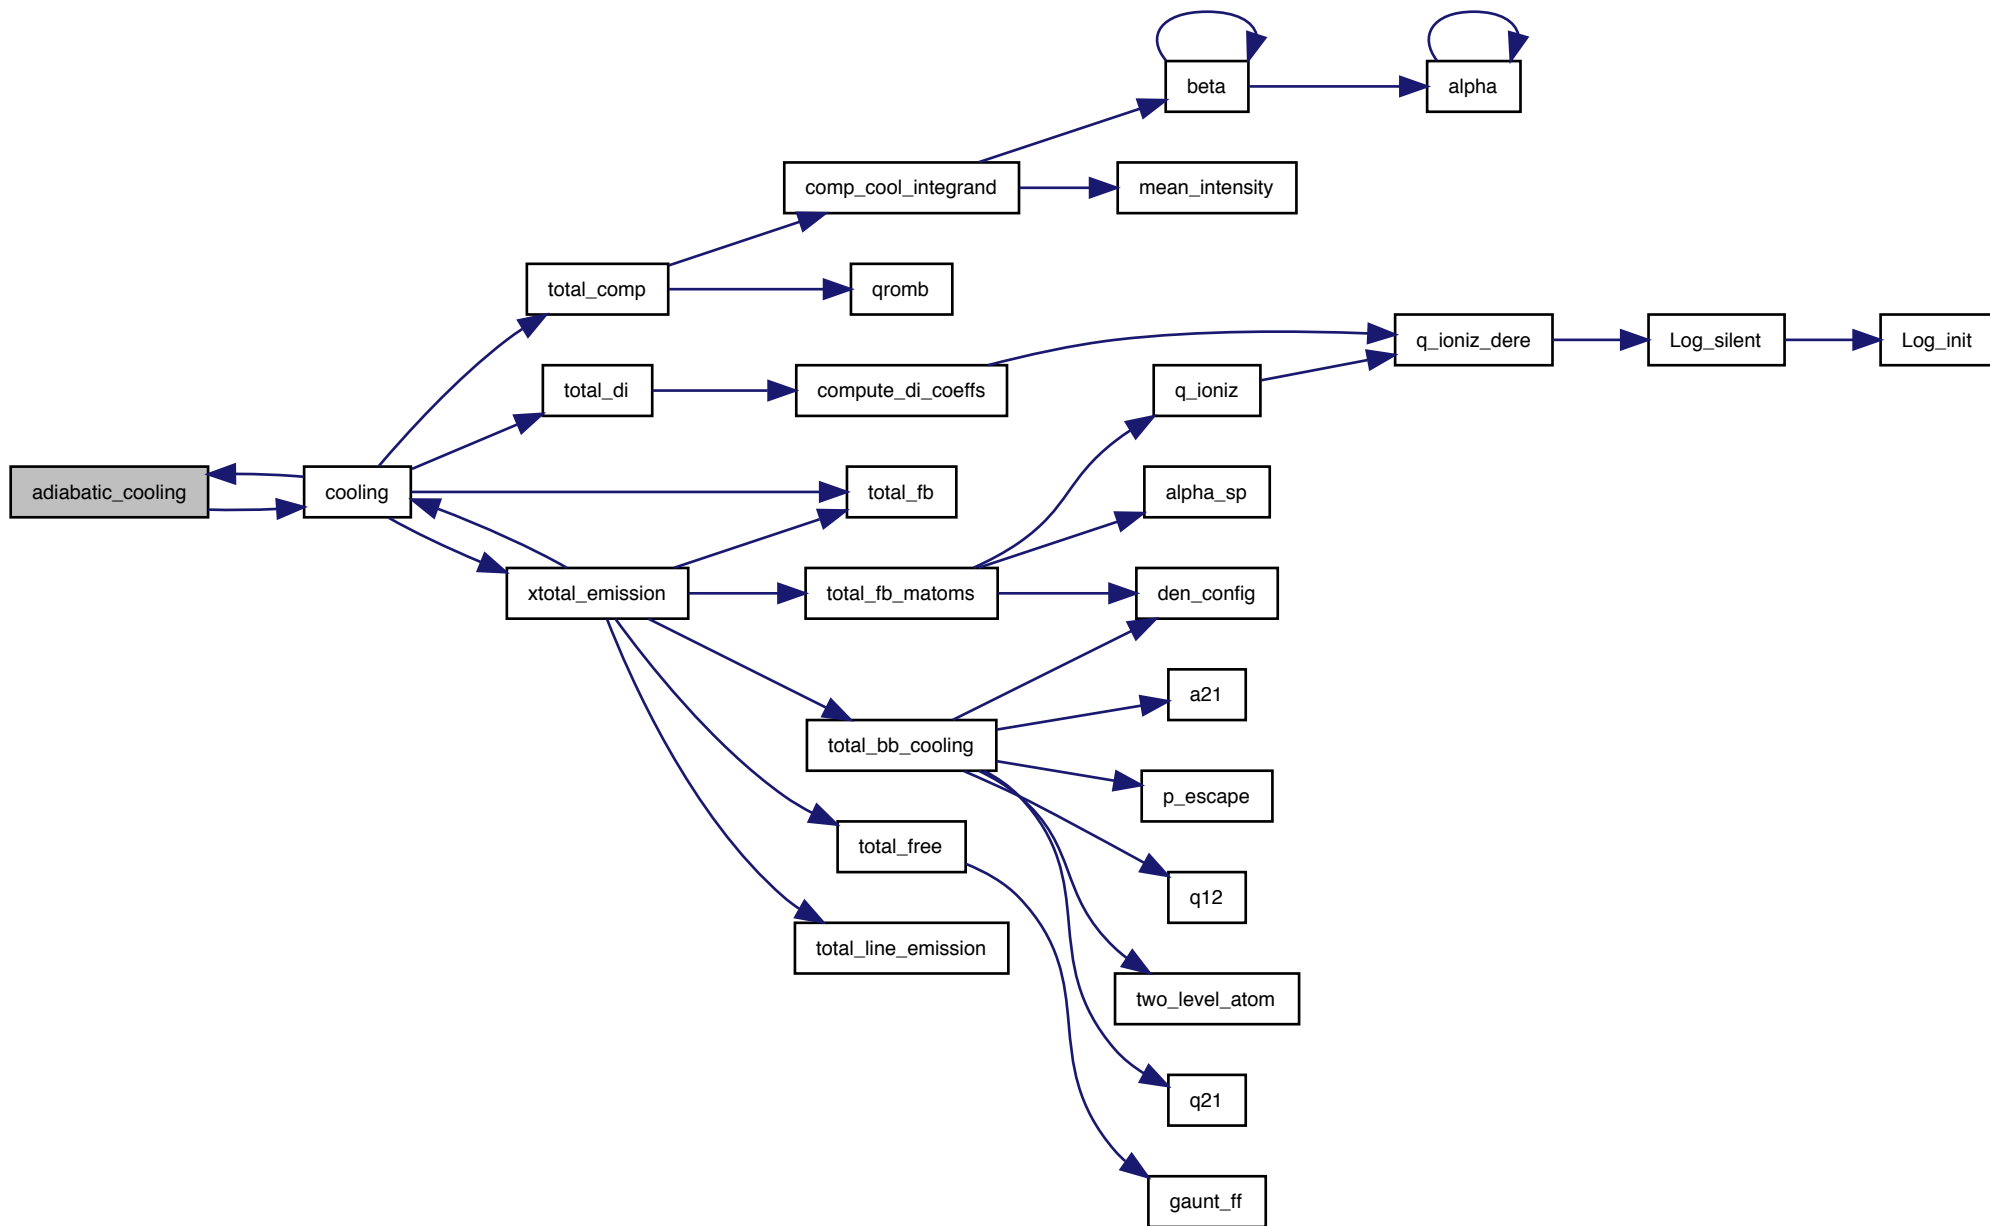 beta
alpha
comp_cool_integrand
mean_intensity
total_comp
qromb
q_ioniz_dere
Log_silent
Log_init
total_di
compute_di_coeffs
q_ioniz
adiabatic_cooling
cooling
total_fb
alpha_sp
xtotal_emission
total_fb_matoms
den_config
a21
total_bb_cooling
p_escape
total_free
q12
total_line_emission
two_level_atom
q21
gaunt_ff